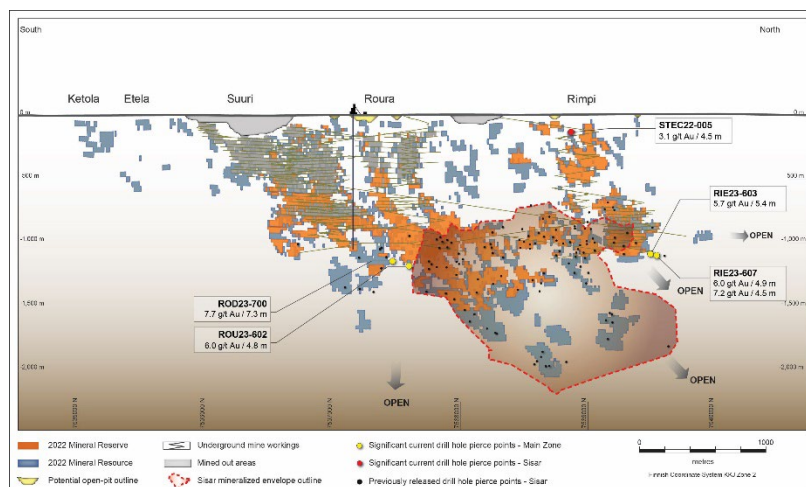 South
North
Ketola
Etela
Suuri
Roura
Rimpi
0 m
0 m
STEC22-005
3.1 g/t Au / 4.5 m
500 m
500 m
RIE23-603
5.7 g/t Au / 5.4 m
OPEN
-1,000 m
-1,000 m
RIE23-607
6.0 g/t Au / 4.9 m
7.2 g/t Au / 4.5 m
OPEN
ROD23-700
7.7 g/t Au / 7.3 m
-1,500 m
-1,500 m
ROU23-602
6.0 g/t Au / 4.8 m
-2,000 m
OPEN
OPEN
2022 Mineral Reserve
Underground mine workings
Significant current drill hole pierce points - Main Zone
2022 Mineral Resource
Mined out areas
Significant current drill hole pierce points - Sisar
Potential open-pit outline
Sisar mineralized envelope outline
Previously released drill hole pierce points - Sisar
0
1000
metres
Finnish Coordinate System KKJ Zone 2